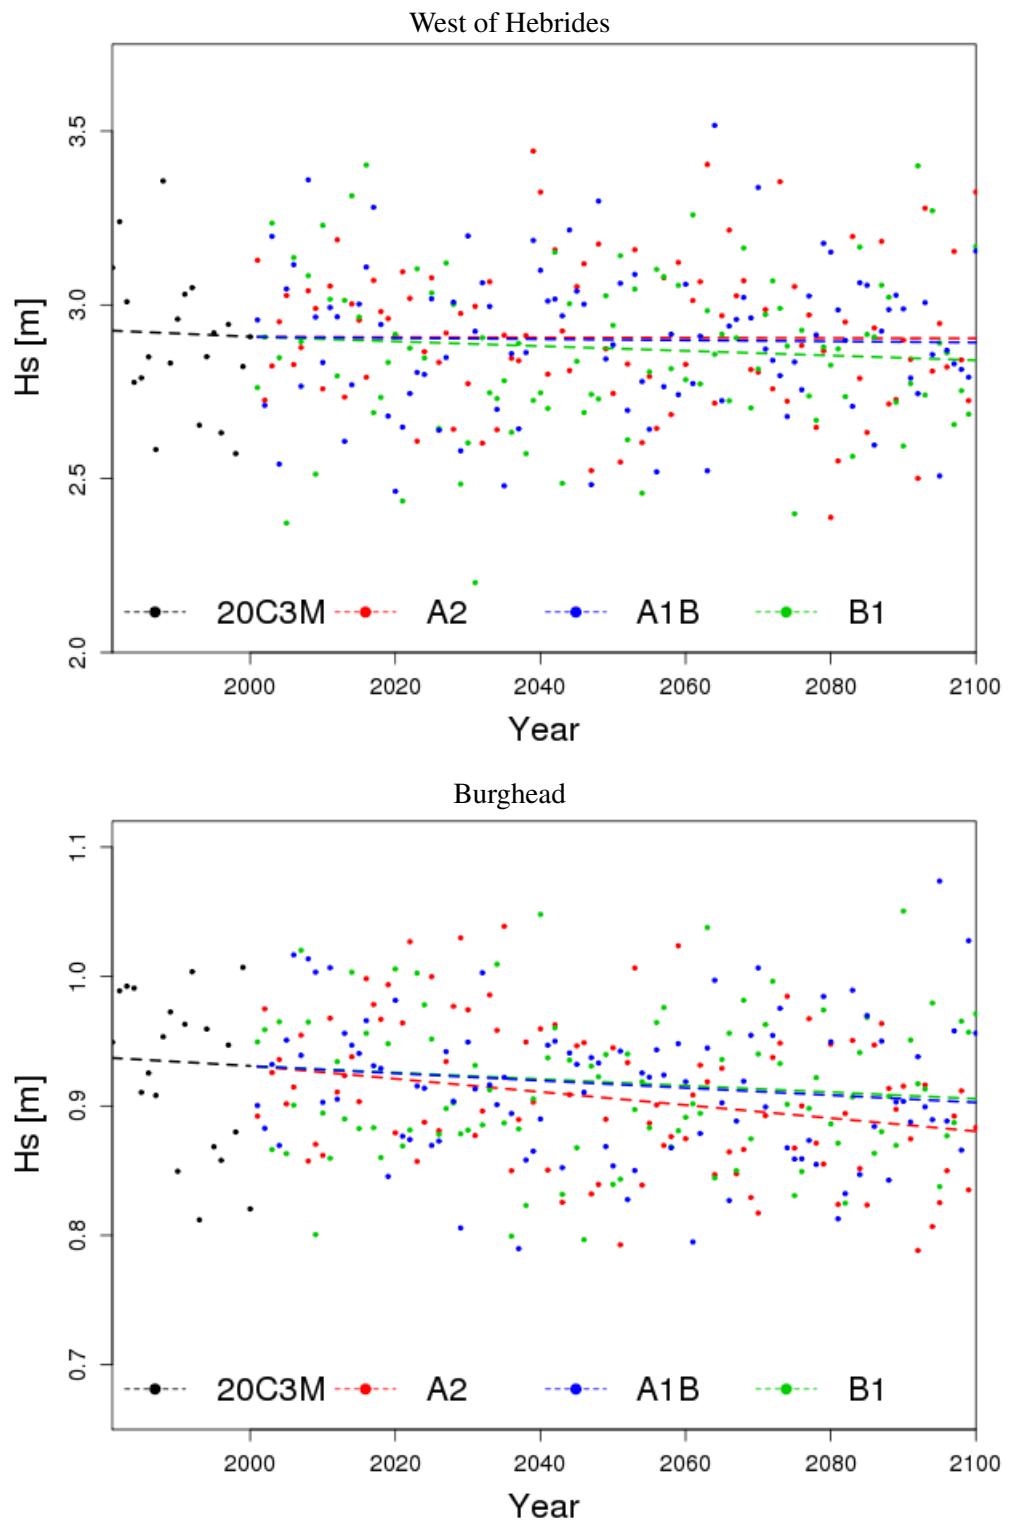 West of Hebrides
3.5
3.0
2.5
2.0
Hs [m]
20C3M A2 A1B B1
2000 2020 2040 2060 2080 2100
Year
Burghead
1.1
1.0
0.9
0.8
0.7
Hs [m]
20C3M A2 A1B B1
2000 2020 2040 2060 2080 2100
Year